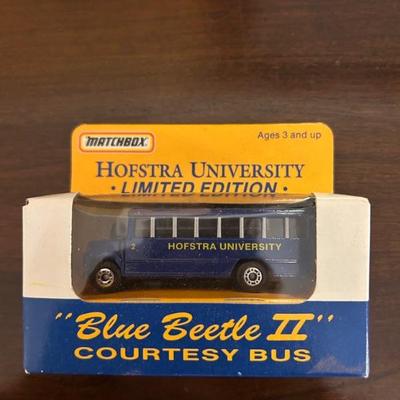 MATCHBOX
Ages 3 and up
HOFSTRA UNIVERSITY
• LIMITED EDITION •
2 HOFSTRA UNIVERSITY
"Blue Beetle II"
COURTESY BUS